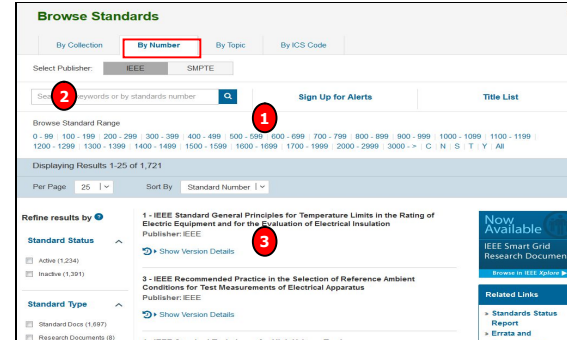 Browse Standards
By Collection By Number By Topic By ICS Code
Select Publisher: IEEE SMPTE
Sea 2 eywords or by standards number Sign Up for Alerts Title List
1
Browse Standard Range
0 - 99 | 100 - 199 | 200 - 299 | 300 - 399 | 400 - 499 | 500 - 599 | 600 - 699 | 700 - 799 | 800 - 899 | 900 - 999 | 1000 - 1099 | 1100 - 1199 |
1200 - 1299 | 1300 - 1399 | 1400 - 1499 | 1500 - 1599 | 1600 - 1699 | 1700 - 1999 | 2000 - 2999 | 3000 - > | C | N | S | T | Y | All
Displaying Results 1-25 of 1,721
Per Page 25 Sort By Standard Number
Refine results by ?
Standard Status
Active (1,234)
Inactive (1,391)
Standard Type
Standard Docs (1,697)
Research Documents (8)
1 - IEEE Standard General Principles for Temperature Limits in the Rating of
Electric Equipment and for the Evaluation of Electrical Insulation
Publisher: IEEE
3
Show Version Details
3 - IEEE Recommended Practice in the Selection of Reference Ambient
Conditions for Test Measurements of Electrical Apparatus
Publisher: IEEE
Show Version Details
Now
Available
IEEE Smart Grid
Research Documen
Browse in IEEE Xplore
Related Links
» Standards Status
Report
» Errata and